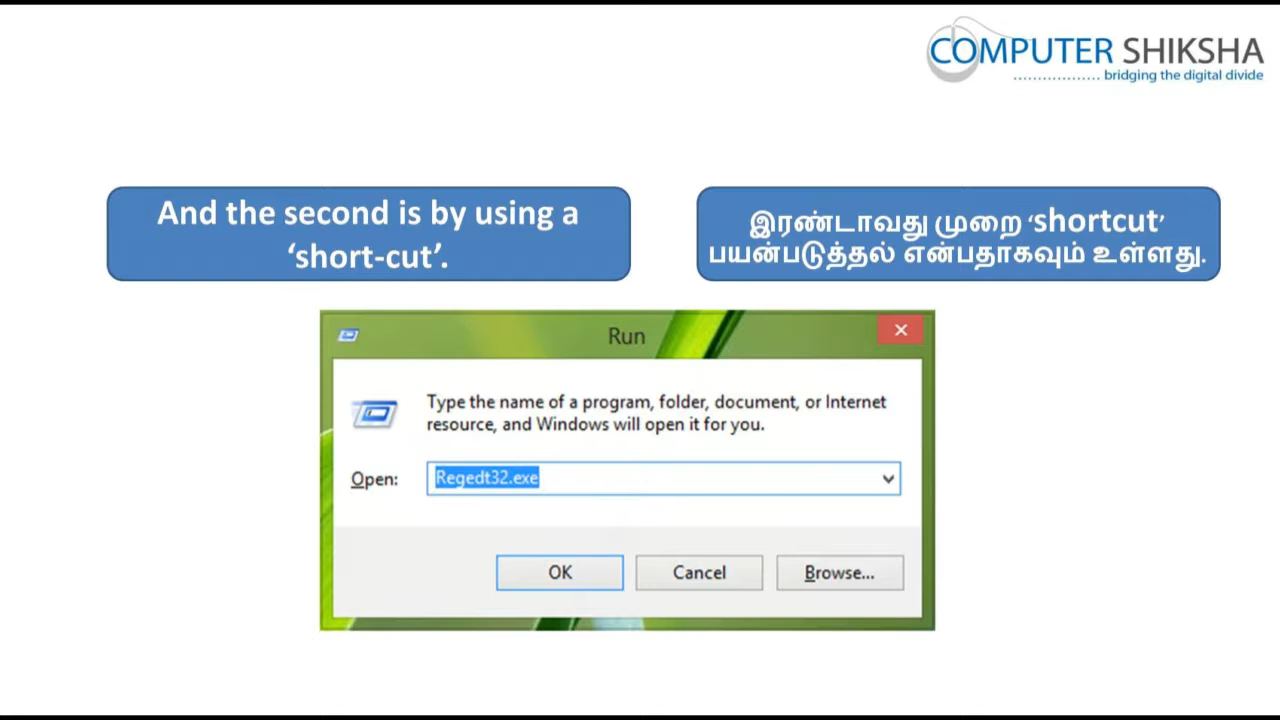 COMPUTER SHIKSHA
bridging the digital divide
And the second is by using a
‘short-cut’.
இரண்டாவது முறை ‘shortcut’
பயன்படுத்தல் என்பதாகவும் உள்ளது.
Run
Type the name of a program, folder, document, or Internet
resource, and Windows will open it for you.
Open: Regedt32.exe
OK Cancel Browse...